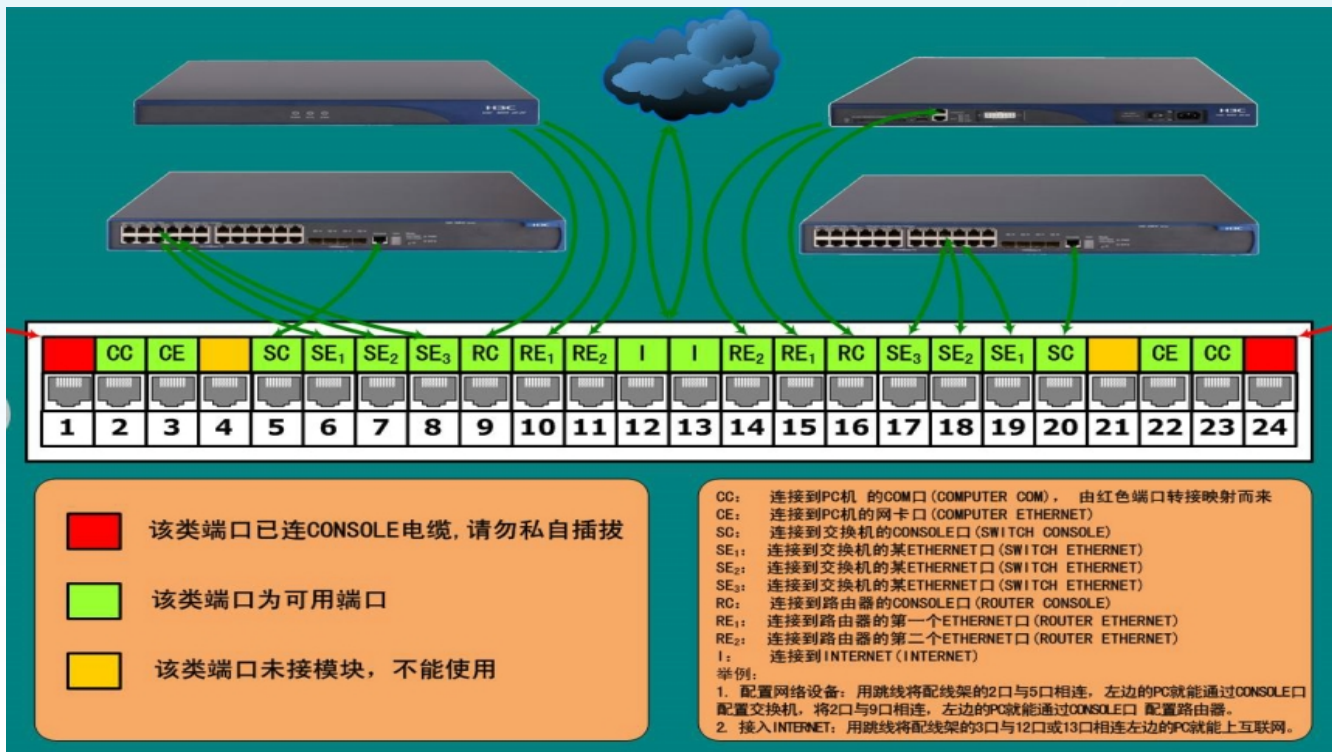 H3C
H3C
H3C
H3C
CC CE SC SE₁ SE₂ SE₃ RC RE₁ RE₂ I I RE₂ RE₁ RC SE₃ SE₂ SE₁ SC CE CC
1 2 3 4 5 6 7 8 9 10 11 12 13 14 15 16 17 18 19 20 21 22 23 24
该类端口已连CONSOLE电缆,请勿私自插拔
该类端口为可用端口
该类端口未接模块，不能使用
CC： 连接到PC机 的COM口(COMPUTER COM)， 由红色端口转接映射而来
CE： 连接到PC机的网卡口(COMPUTER ETHERNET)
SC： 连接到交换机的CONSOLE口(SWITCH CONSOLE)
SE₁： 连接到交换机的某ETHERNET口(SWITCH ETHERNET)
SE₂： 连接到交换机的某ETHERNET口(SWITCH ETHERNET)
SE₃： 连接到交换机的某ETHERNET口(SWITCH ETHERNET)
RC： 连接到路由器的CONSOLE口(ROUTER CONSOLE)
RE₁： 连接到路由器的第一个ETHERNET口(ROUTER ETHERNET)
RE₂： 连接到路由器的第二个ETHERNET口(ROUTER ETHERNET)
I： 连接到INTERNET(INTERNET)
举例：
1. 配置网络设备：用跳线将配线架的2口与5口相连，左边的PC就能通过CONSOLE口
配置交换机，将2口与9口相连，左边的PC就能通过CONSOLE口 配置路由器。
2. 接入INTERNET：用跳线将配线架的3口与12口或13口相连左边的PC就能上互联网。